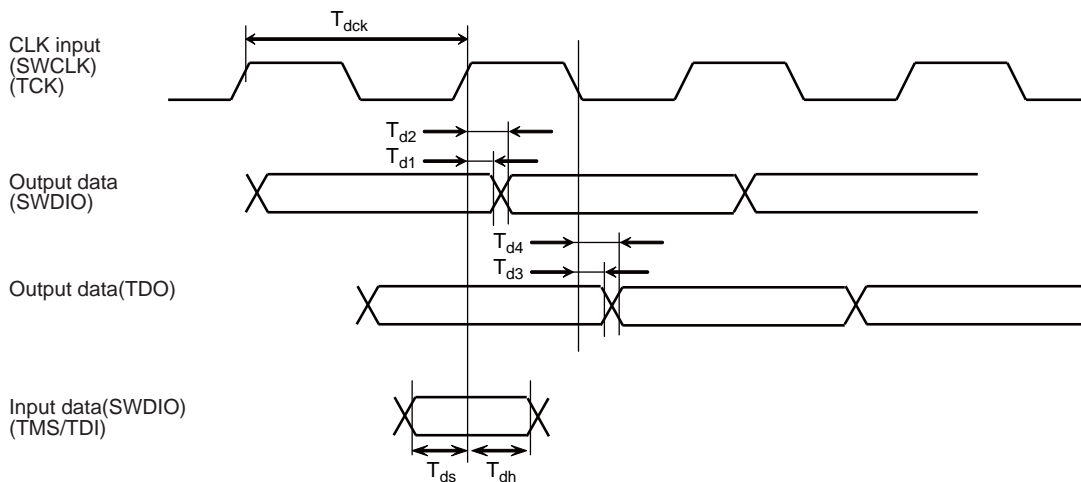 T_dck
CLK input
(SWCLK)
(TCK)
T_d2
T_d1
Output data
(SWDIO)
T_d4
T_d3
Output data(TDO)
Input data(SWDIO)
(TMS/TDI)
T_ds
T_dh